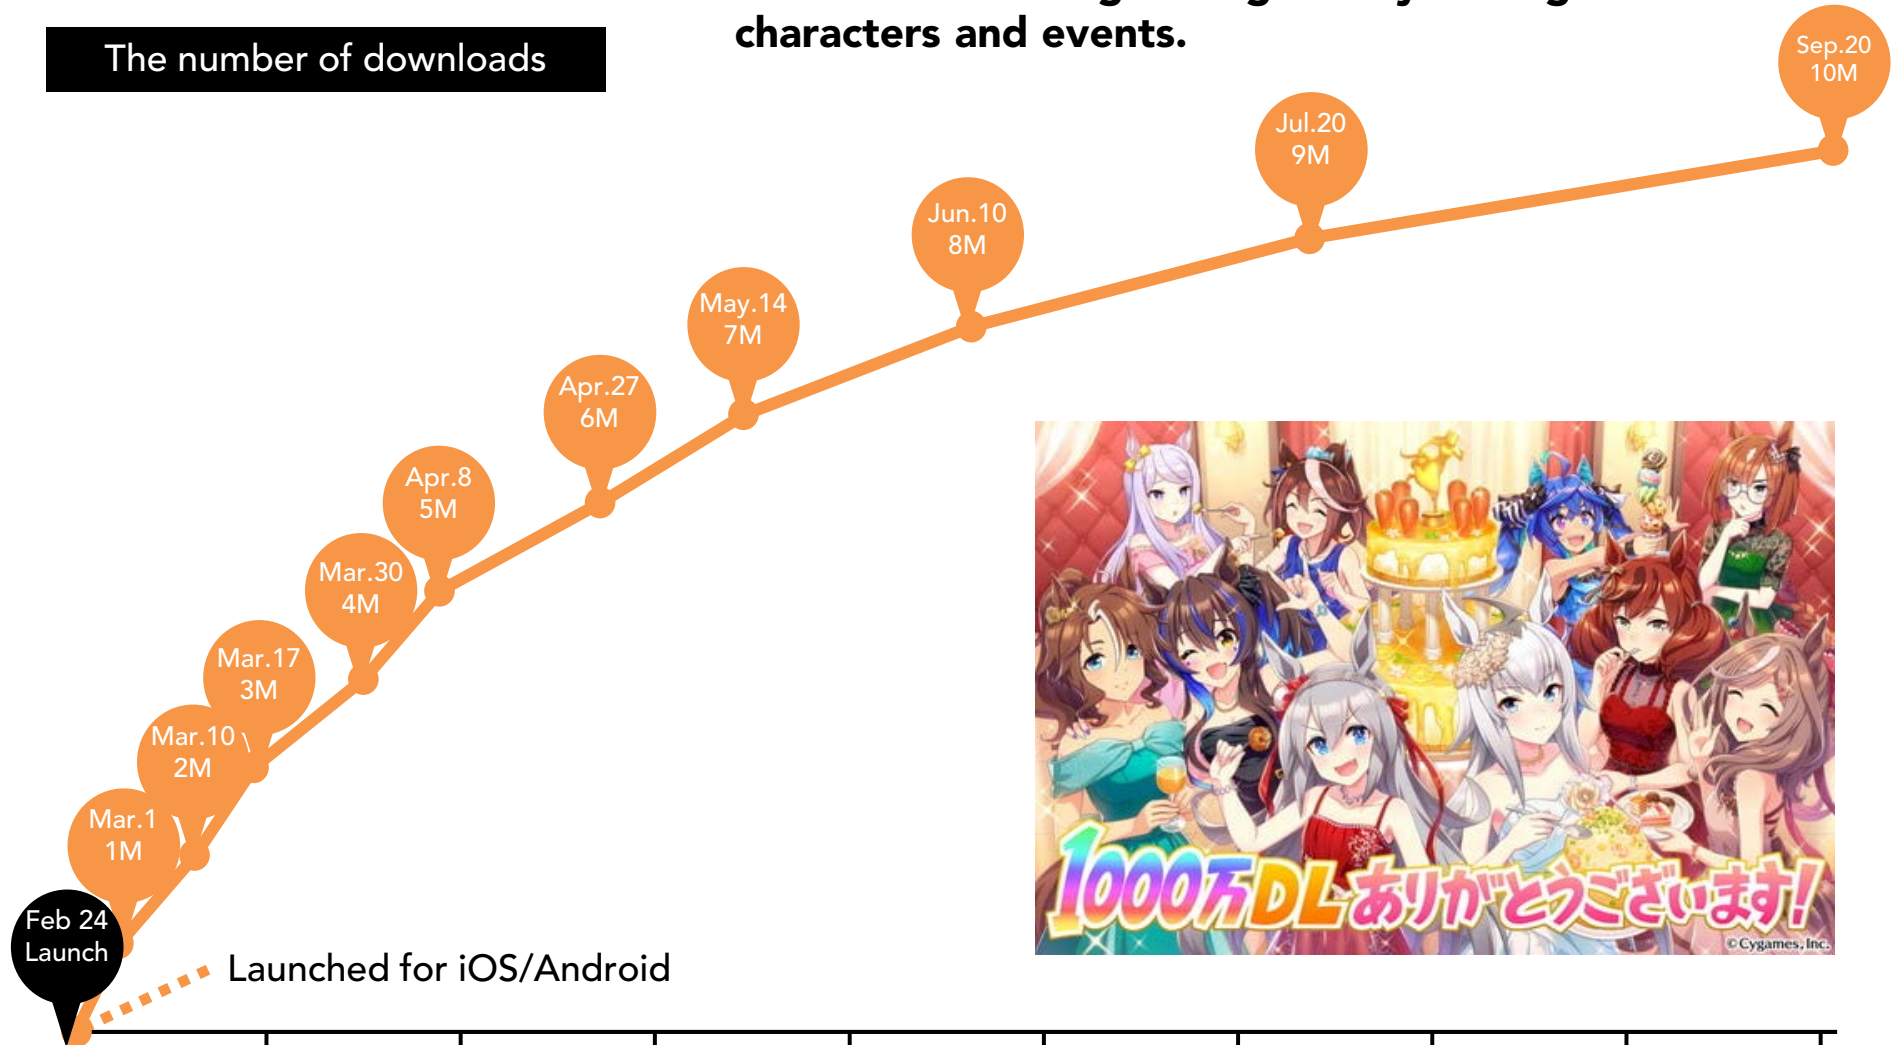 characters and events.
The number of downloads
Sep.20
10M
Jul.20
9M
Jun.10
8M
May.14
7M
Apr.27
6M
Apr.8
5M
Mar.30
4M
Mar.17
3M
Mar.10
2M
Mar.1
1M
Feb 24
Launch
Launched for iOS/Android
1000万DLありがとうございます!
©Cygames, Inc.